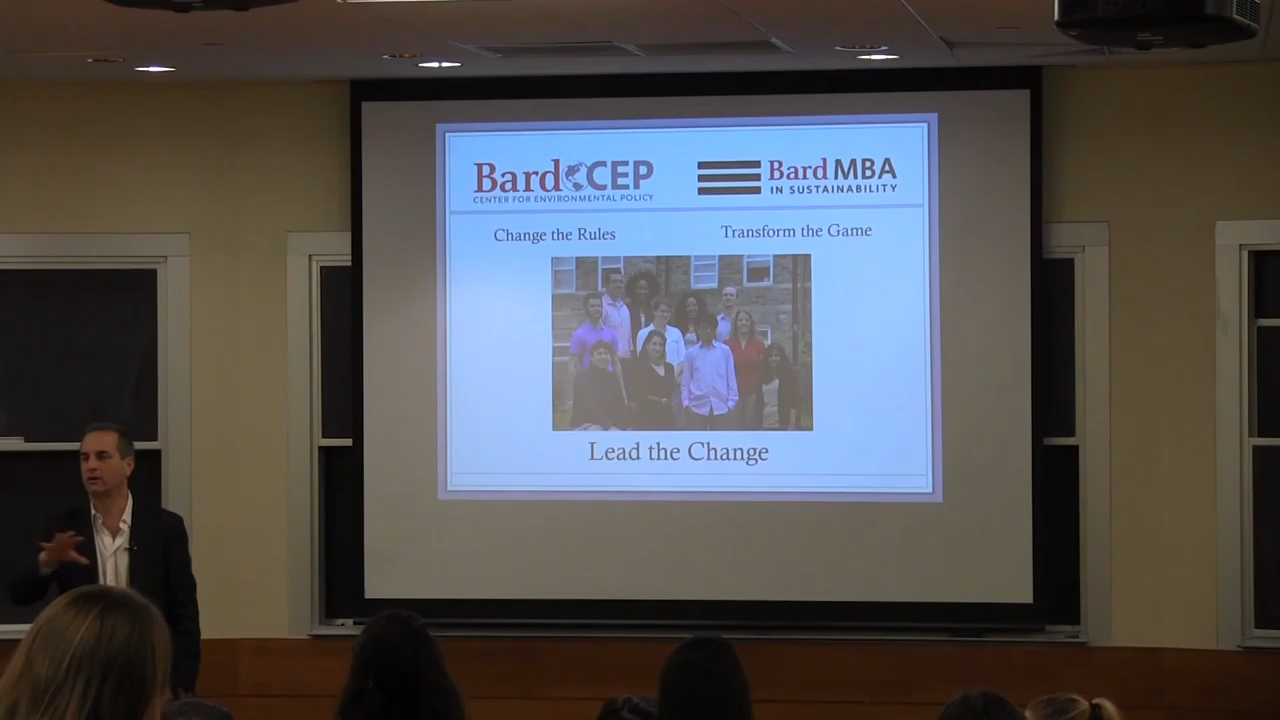 EPSON
Bard CEP
CENTER FOR ENVIRONMENTAL POLICY
Bard MBA
IN SUSTAINABILITY
Change the Rules
Transform the Game
Lead the Change